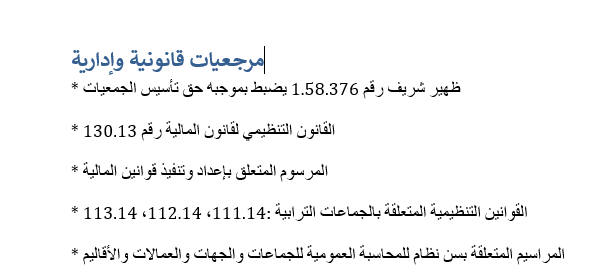 مرجعيات قانونية وإدارية
ظهير شريف رقم 1.58.376 يضبط بموجبه حق تأسيس الجمعيات *
القانون التنظيمي لقانون المالية رقم 130.13 *
المرسوم المتعلق بإعداد وتنفيذ قوانين المالية *
القوانين التنظيمية المتعلقة بالجماعات الترابية :111.14، 112.14، 113.14 *
المراسيم المتعلقة بسن نظام للمحاسبة العمومية للجماعات والجهات والعمالات والأقاليم *